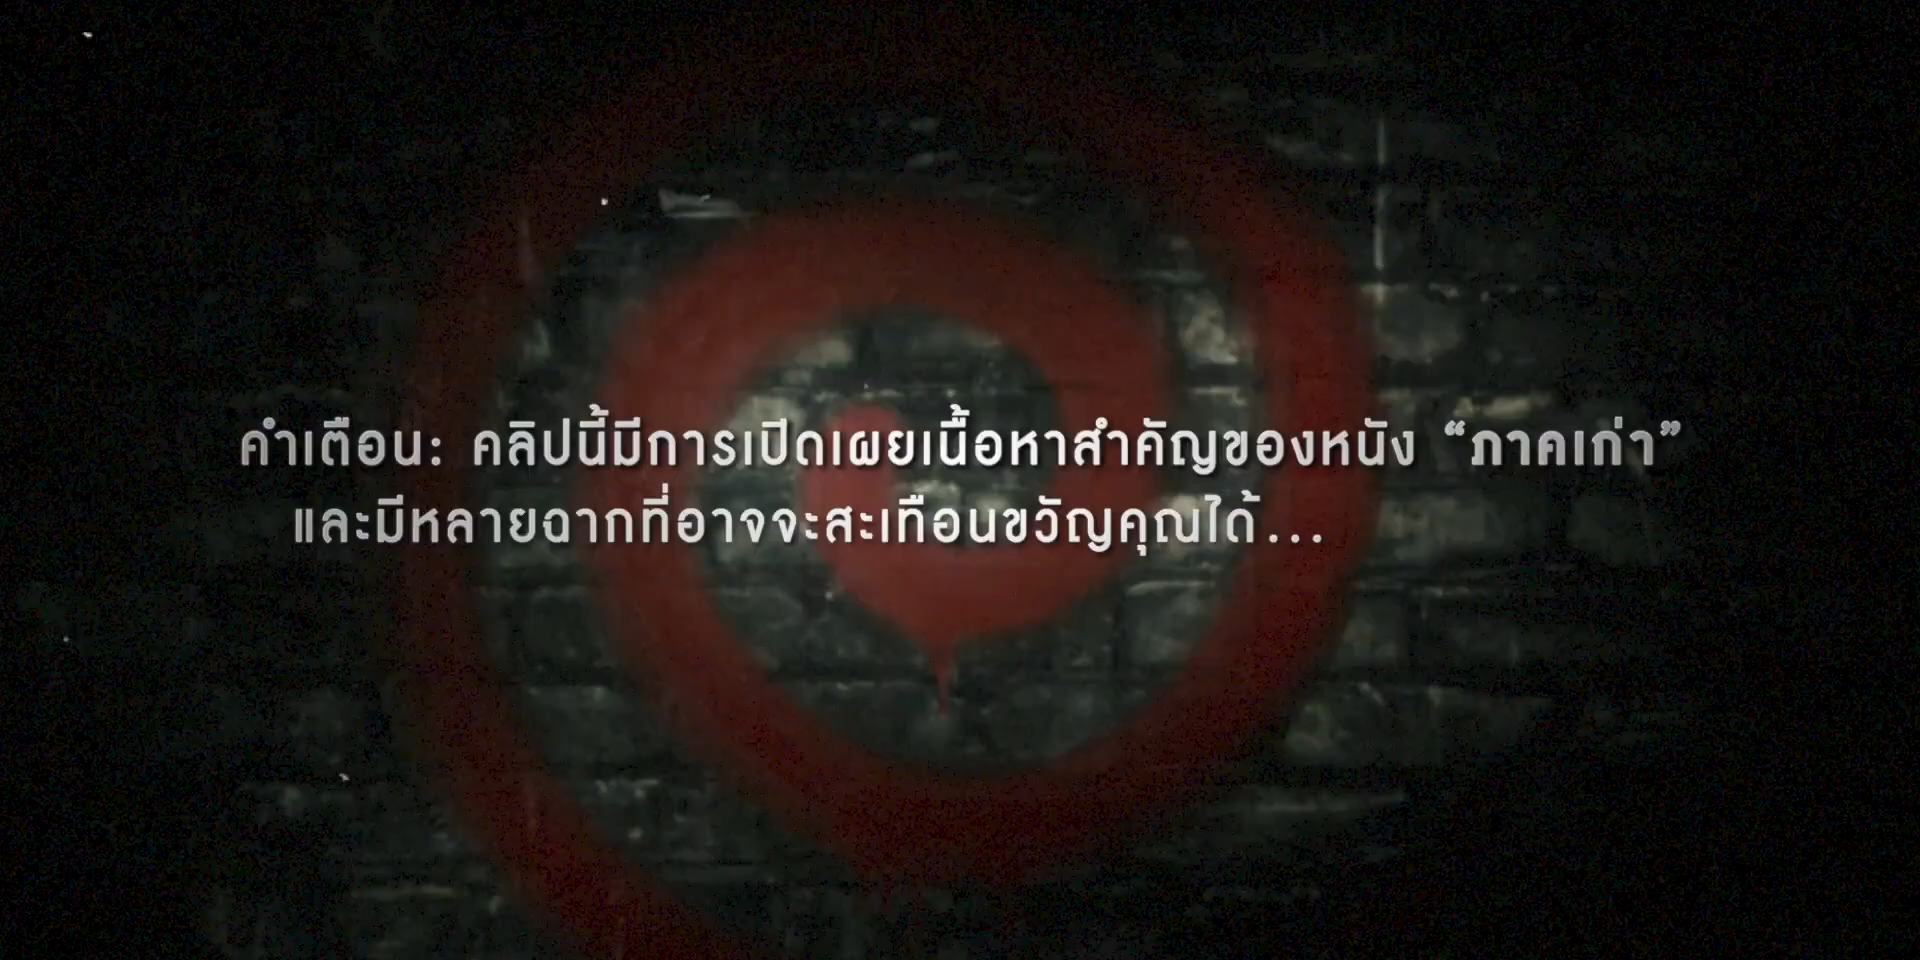 คำเตือน: คลิปนี้มีการเปิดเผยเนื้อหาสำคัญของหนัง “ภาคเก่า”
และมีหลายฉากที่อาจจะสะเทือนขวัญคุณได้...